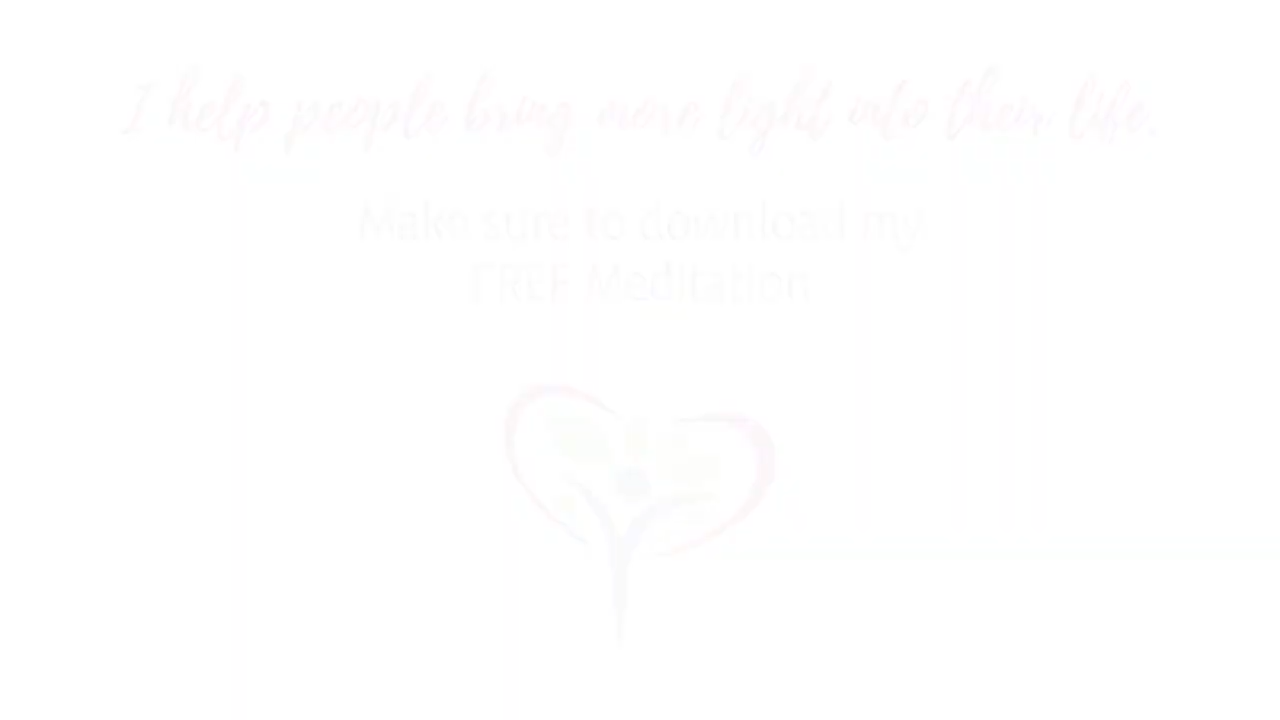 I help people bring more light into their life.
Make sure to download my
FREE Meditation